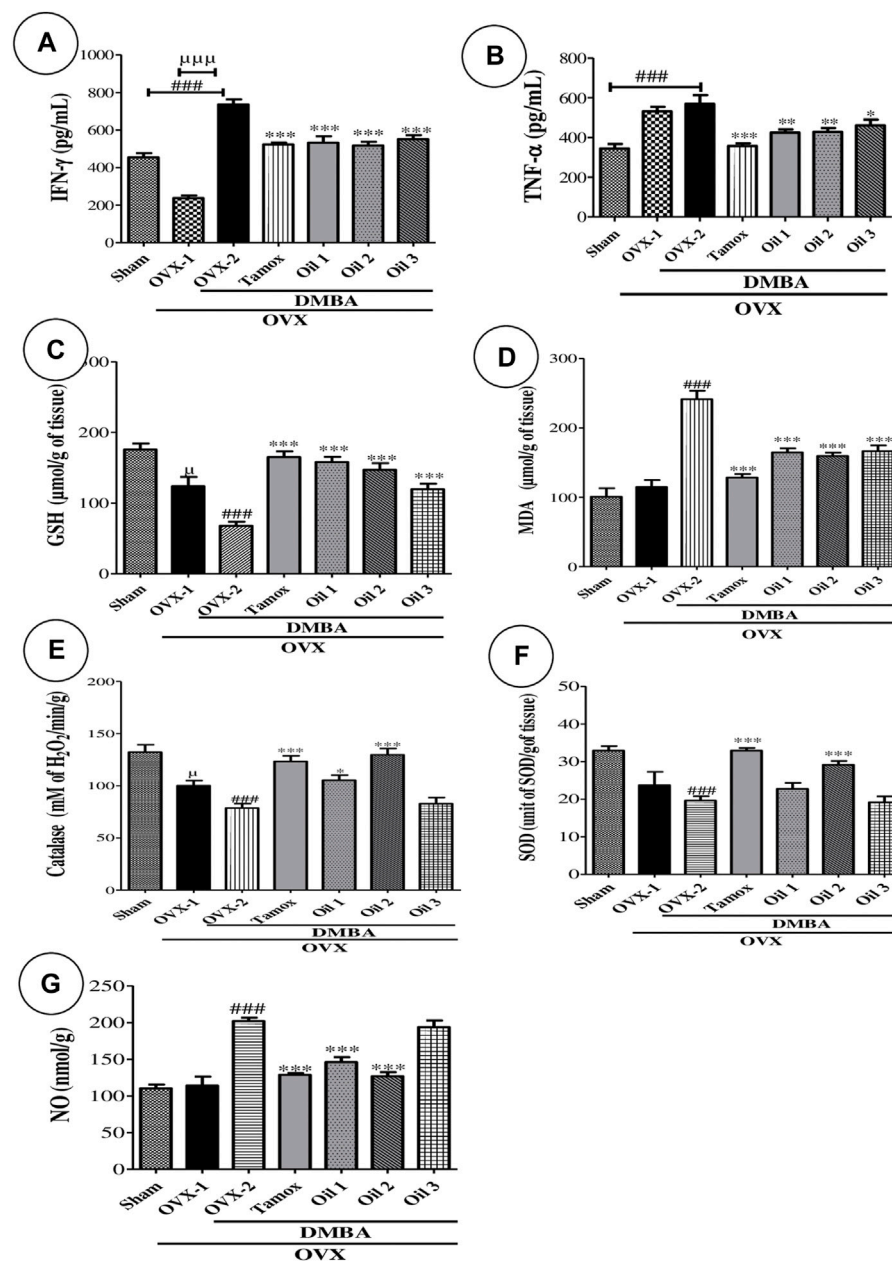 A
IFN-γ (pg/mL)
1000
800
600
400
200
0
µµµ
###
***
***
***
***
Sham
OVX-1
OVX-2
Tamox
Oil 1
Oil 2
Oil 3
DMBA
OVX
B
TNF-α (pg/mL)
800
600
400
200
0
###
***
**
**
*
Sham
OVX-1
OVX-2
Tamox
Oil 1
Oil 2
Oil 3
DMBA
OVX
C
GSH (µmol/g of tissue)
200
100
0
µ
###
***
***
***
***
Sham
OVX-1
OVX-2
Tamox
Oil 1
Oil 2
Oil 3
DMBA
OVX
D
MDA (µmol/g of tissue)
300
200
100
0
###
***
***
***
***
Sham
OVX-1
OVX-2
Tamox
Oil 1
Oil 2
Oil 3
DMBA
OVX
E
Catalase (mM of H₂O₂/min/g)
200
150
100
50
0
µ
###
***
*
***
Sham
OVX-1
OVX-2
Tamox
Oil 1
Oil 2
Oil 3
DMBA
OVX
F
SOD (unit of SOD/gof tissue)
50
40
30
20
10
0
###
***
***
Sham
OVX-1
OVX-2
Tamox
Oil 1
Oil 2
Oil 3
DMBA
OVX
G
NO (nmol/g)
250
200
150
100
50
0
###
***
***
***
Sham
OVX-1
OVX-2
Tamox
Oil 1
Oil 2
Oil 3
DMBA
OVX